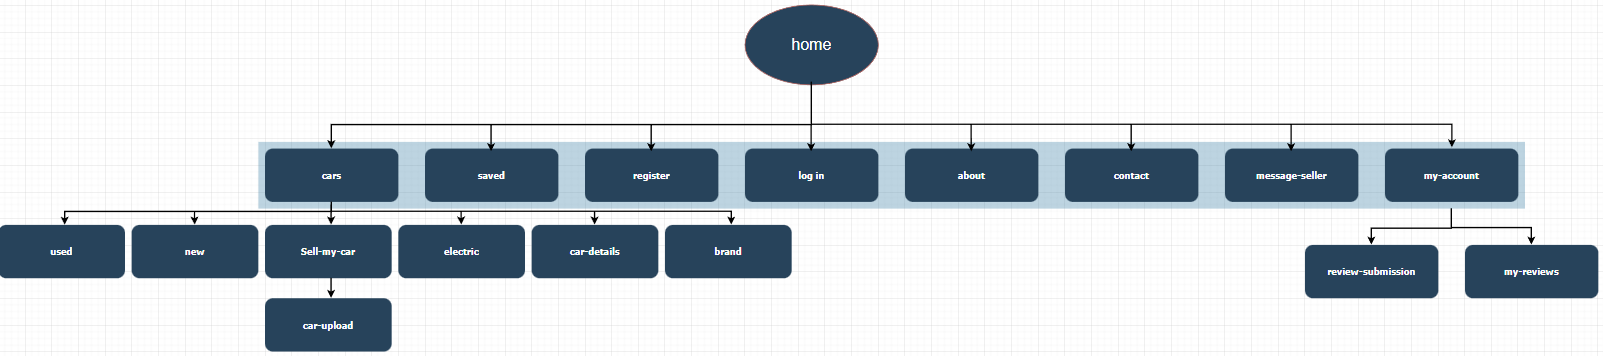 home
cars
saved
register
log in
about
contact
message-seller
my-account
used
new
Sell-my-car
electric
car-details
brand
review-submission
my-reviews
car-upload